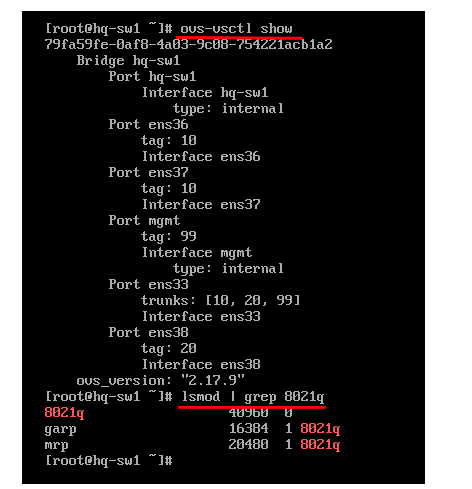 [root@hq-sw1 ~]# ovs-vsctl show
79fa59fe-0af8-4a03-9c08-754221acb1a2
    Bridge hq-sw1
        Port hq-sw1
            Interface hq-sw1
                type: internal
        Port ens36
            tag: 10
            Interface ens36
        Port ens37
            tag: 10
            Interface ens37
        Port mgmt
            tag: 99
            Interface mgmt
                type: internal
        Port ens33
            trunks: [10, 20, 99]
            Interface ens33
        Port ens38
            tag: 20
            Interface ens38
    ovs_version: "2.17.9"
[root@hq-sw1 ~]# lsmod | grep 8021q
8021q                  40960  0
garp                   16384  1 8021q
mrp                    20480  1 8021q
[root@hq-sw1 ~]#